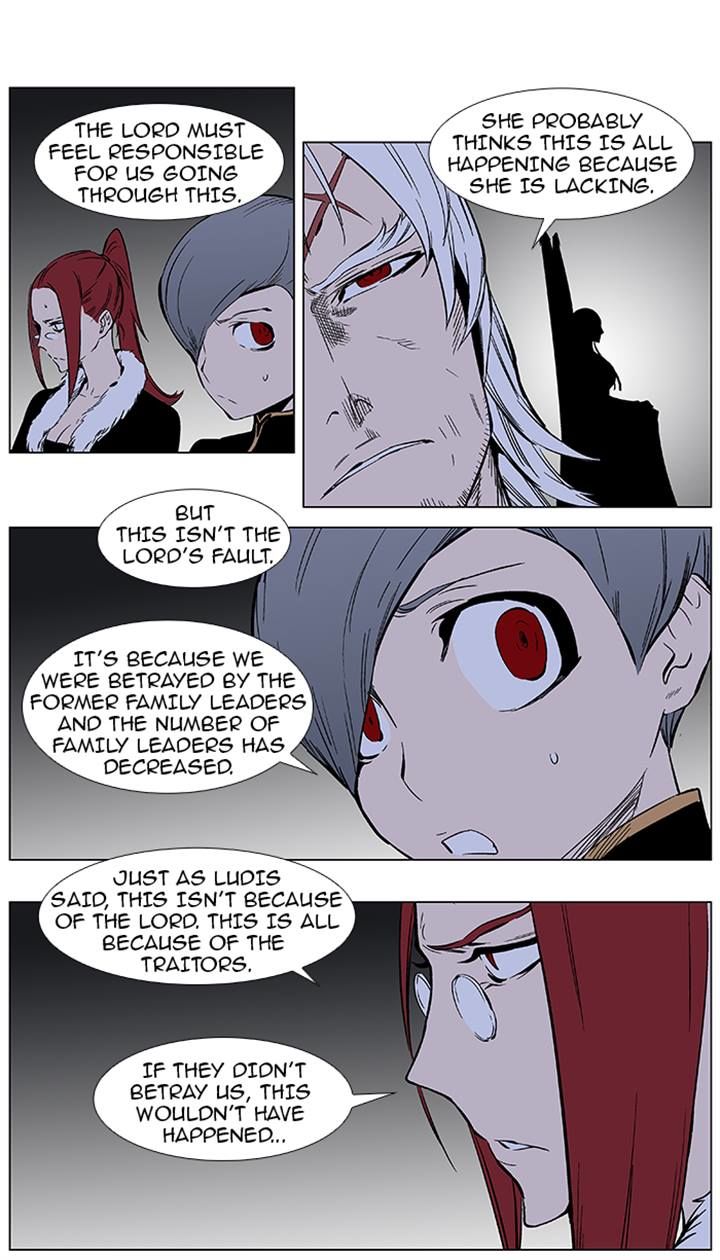 THE LORD MUST
FEEL RESPONSIBLE
FOR US GOING
THROUGH THIS.
SHE PROBABLY
THINKS THIS IS ALL
HAPPENING BECAUSE
SHE IS LACKING.
BUT
THIS ISN'T THE
LORD'S FAULT.
IT'S BECAUSE WE
WERE BETRAYED BY THE
FORMER FAMILY LEADERS
AND THE NUMBER OF
FAMILY LEADERS HAS
DECREASED.
JUST AS LUDIS
SAID, THIS ISN'T BECAUSE
OF THE LORD. THIS IS ALL
BECAUSE OF THE
TRAITORS.
IF THEY DIDN'T
BETRAY US, THIS
WOULDN'T HAVE
HAPPENED...